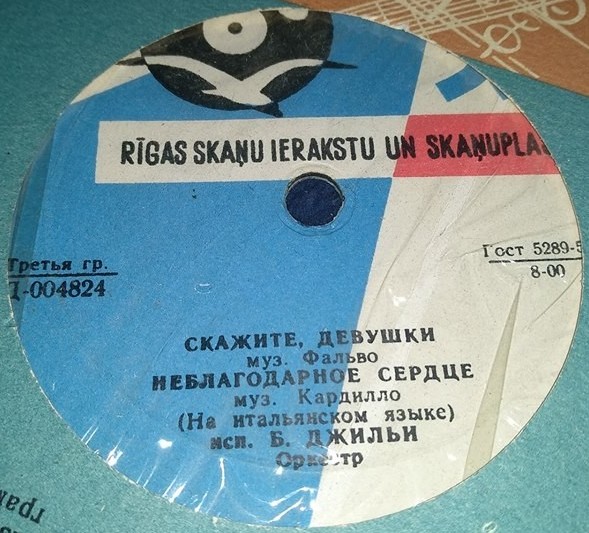 RĪGAS SKAŅU IERAKSTU UN SKAŅUPLA
Третья гр.
Д-004824
Гост 5289-5
8-00
СКАЖИТЕ, ДЕВУШКИ
муз. Фальво
НЕБЛАГОДАРНОЕ СЕРДЦЕ
муз. Кардилло
(На итальянском языке)
исп. Б. ДЖИЛЬИ
Оркестр